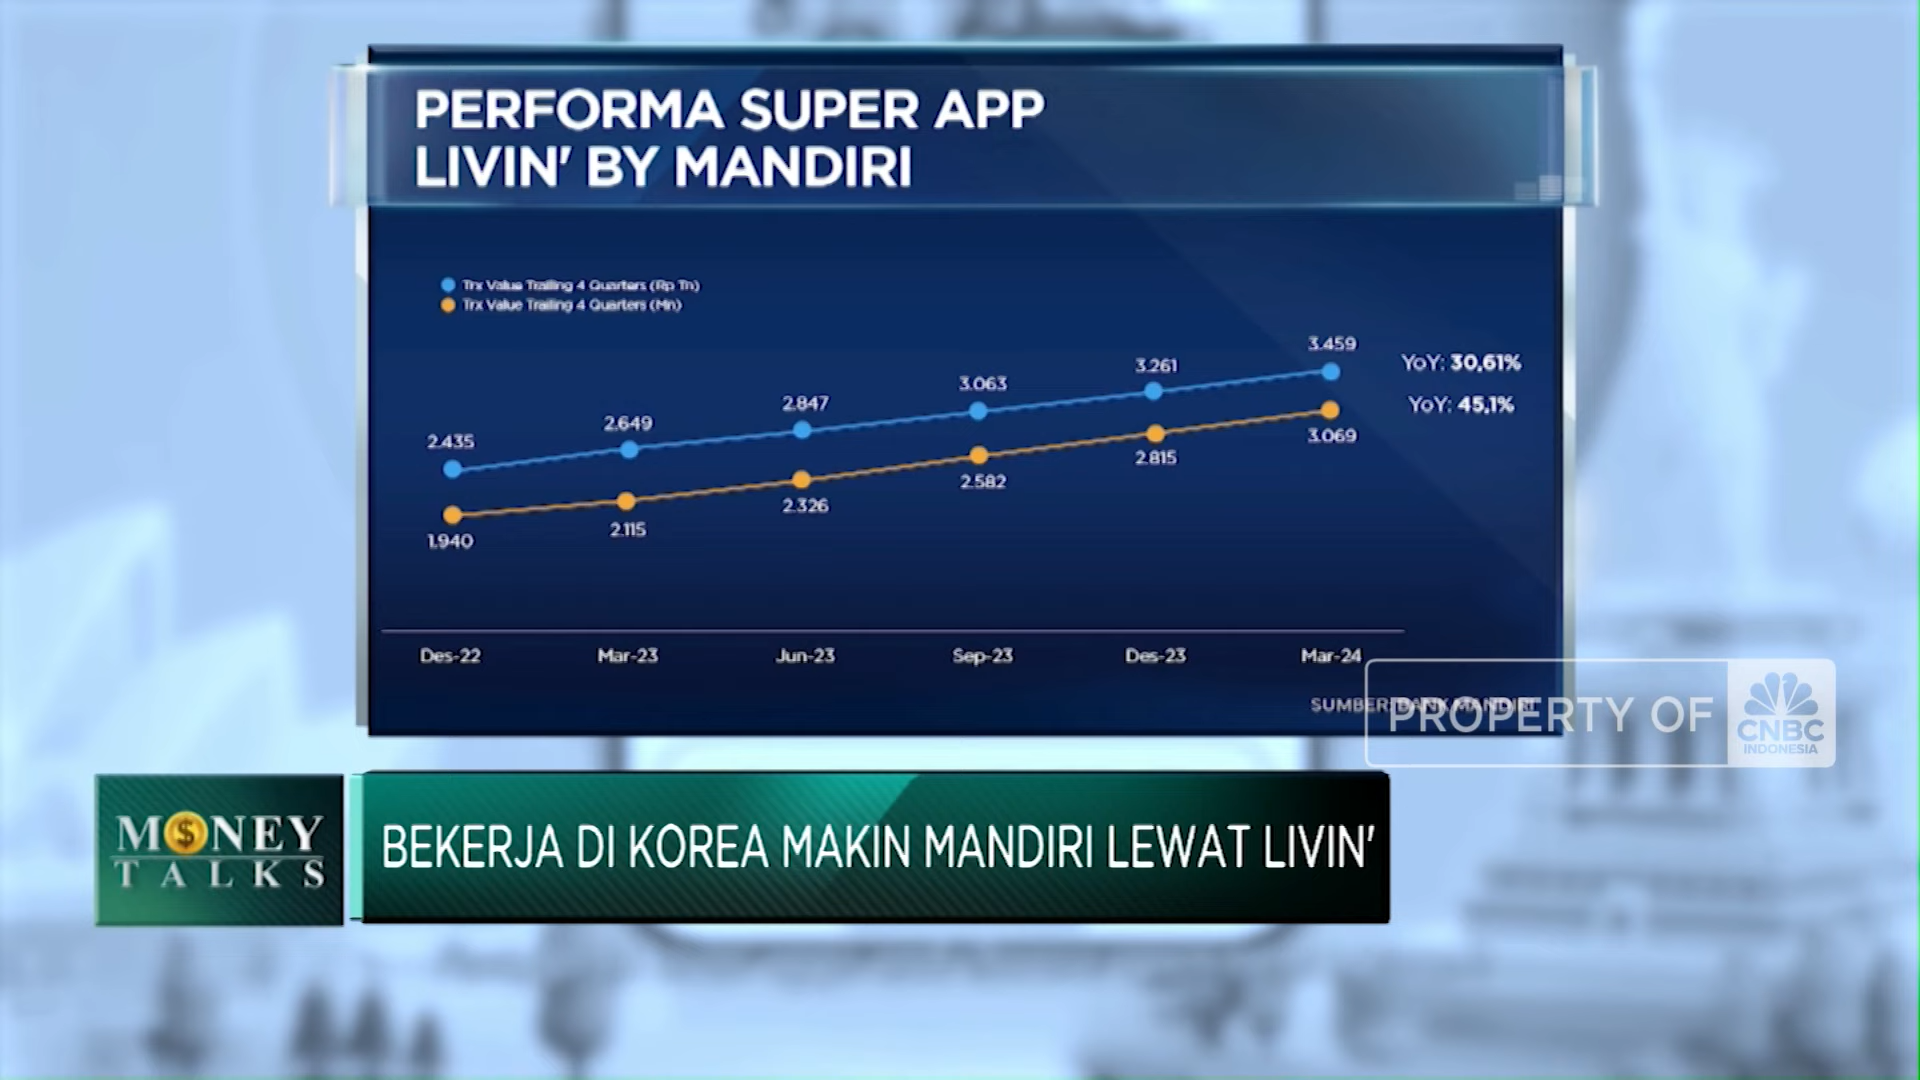 PERFORMA SUPER APP
LIVIN' BY MANDIRI
Trx Value Trailing 4 Quarters (Rp Tn)
Trx Value Trailing 4 Quarters (Mn)
2.435
2.649
2.847
3.063
3.261
3.459
YoY: 30,61%
YoY: 45,1%
1.940
2.115
2.326
2.582
2.815
3.069
Des-22
Mar-23
Jun-23
Sep-23
Des-23
Mar-24
SUMBER: BANK MANDIRI
PROPERTY OF
CNBC
INDONESIA
MONEY
TALKS
BEKERJA DI KOREA MAKIN MANDIRI LEWAT LIVIN'